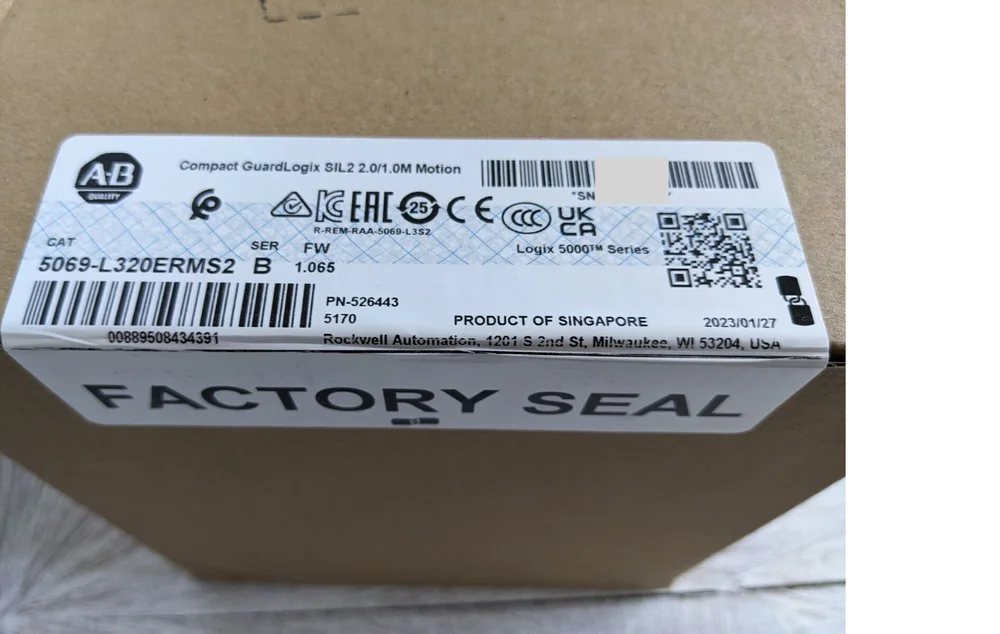 A-B
QUALITY
Compact GuardLogix SIL2 2.0/1.0M Motion
*SN
EAC
25
CE
CCC
UK
CA
R-REM-RAA-5069-L3S2
Logix 5000™ Series
CAT
SER
FW
5069-L320ERMS2 B 1.065
PN-526443
5170
PRODUCT OF SINGAPORE
2023/01/27
00889508434391
Rockwell Automation, 1201 S 2nd St, Milwaukee, WI 53204, USA
FACTORY SEAL